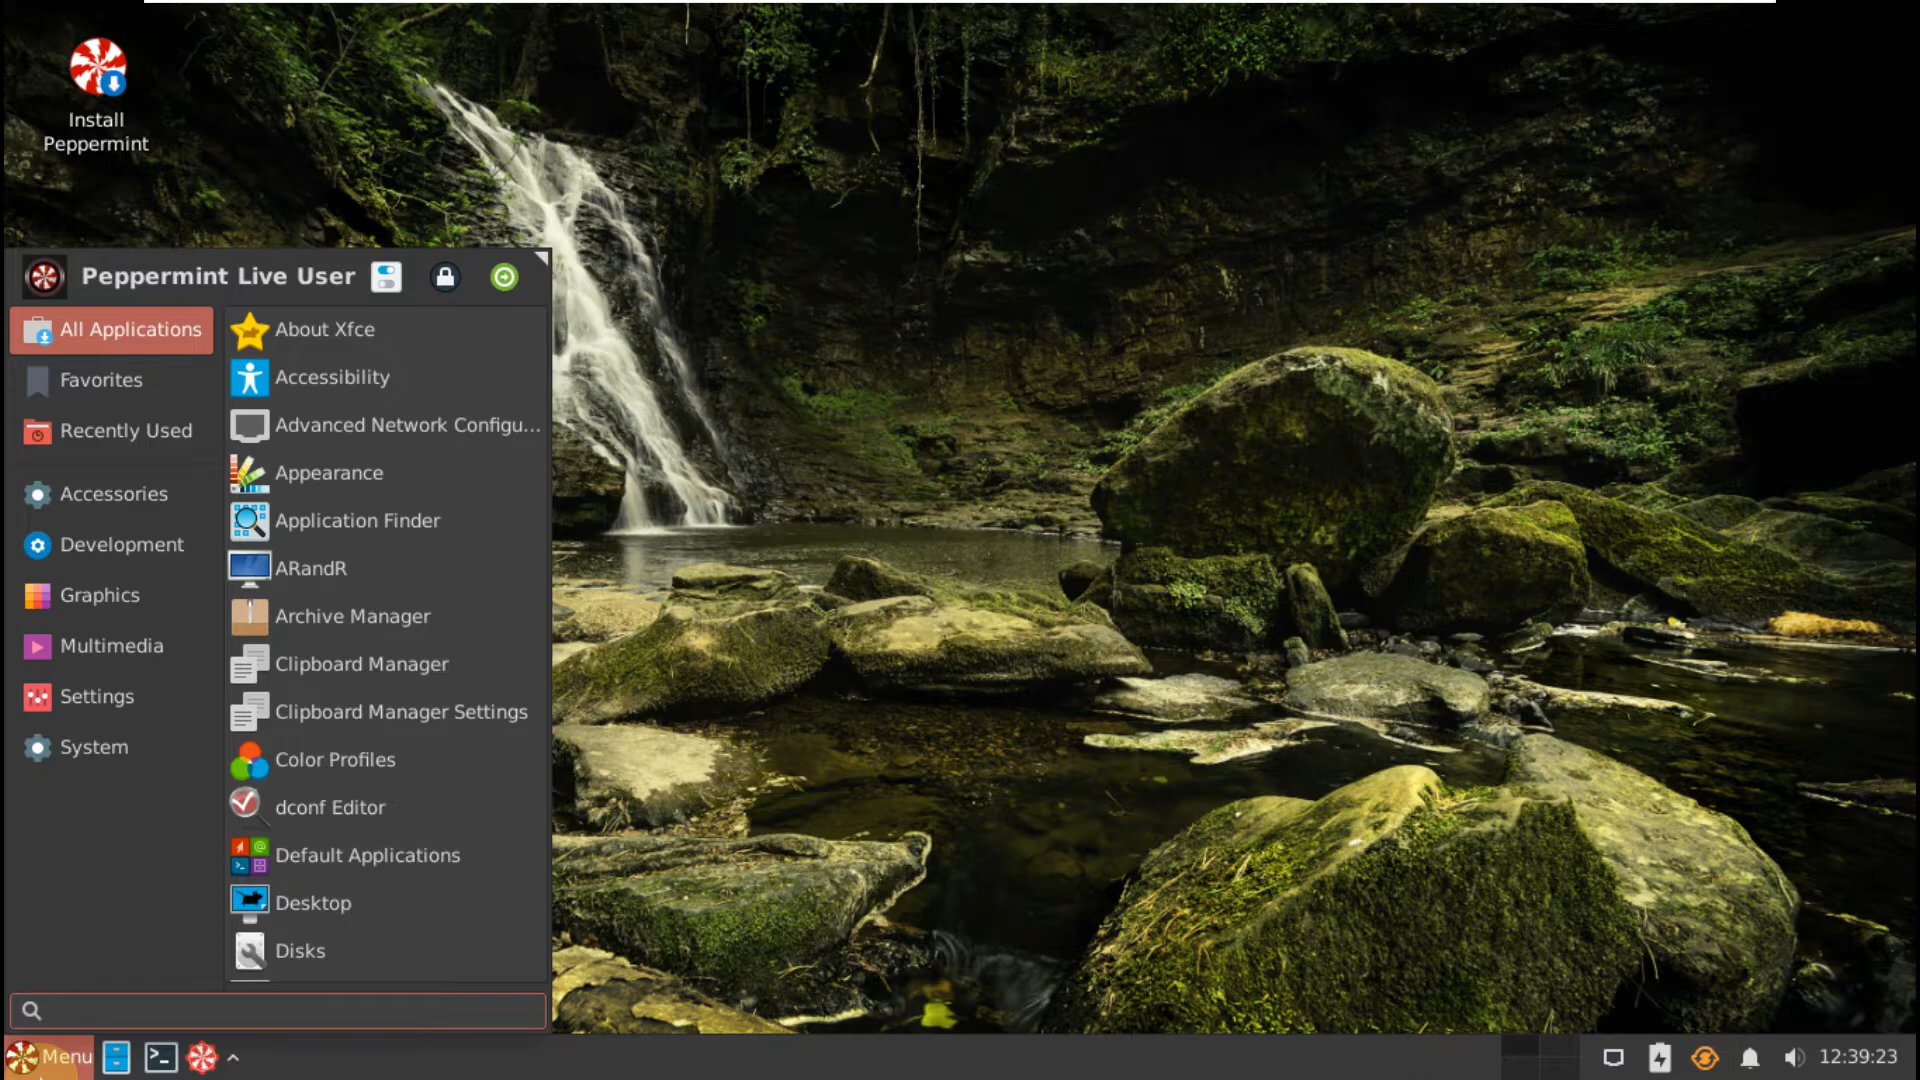 Install
Peppermint
Peppermint Live User
All Applications
Favorites
Recently Used
Accessories
Development
Graphics
Multimedia
Settings
System
About Xfce
Accessibility
Advanced Network Configu...
Appearance
Application Finder
ARandR
Archive Manager
Clipboard Manager
Clipboard Manager Settings
Color Profiles
dconf Editor
Default Applications
Desktop
Disks
Menu
12:39:23